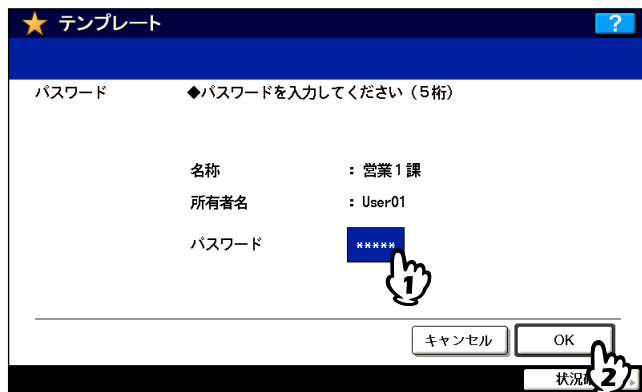 テンプレート ?
パスワード ◆パスワードを入力してください（5桁）
名称 : 営業1課
所有者名 : User01
パスワード *****
1
キャンセル OK
2